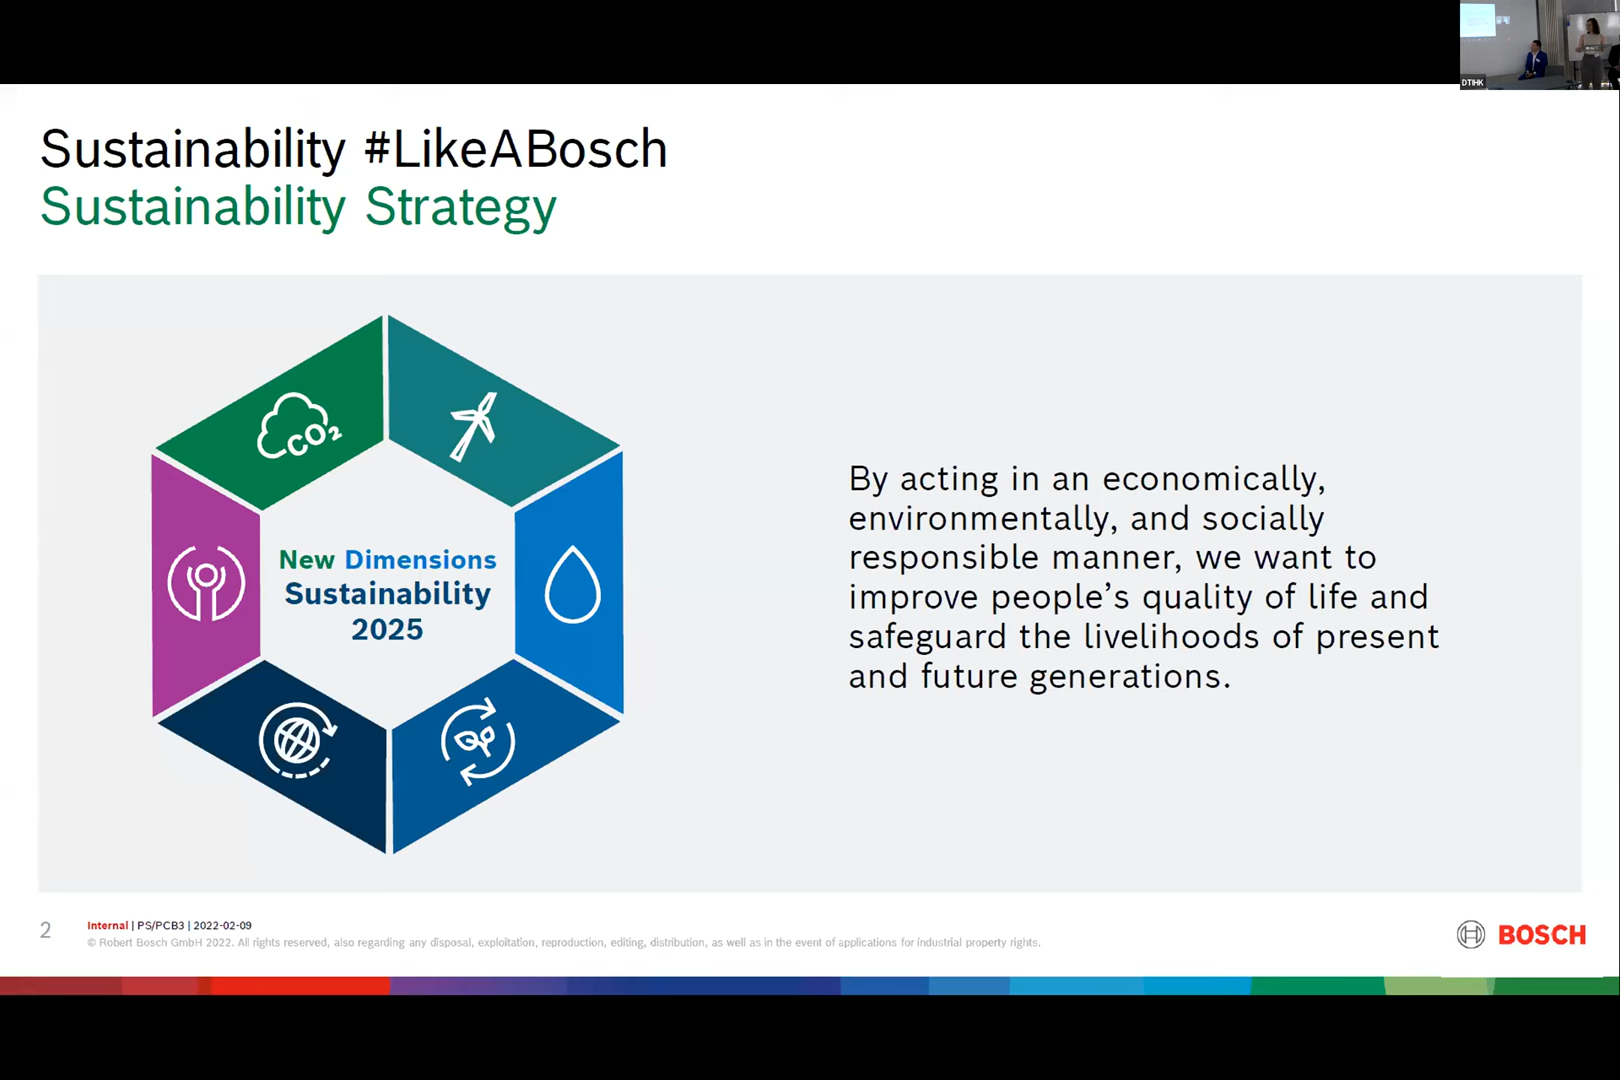 DTIHK
Sustainability #LikeABosch
Sustainability Strategy
CO2
New Dimensions
Sustainability
2025
By acting in an economically,
environmentally, and socially
responsible manner, we want to
improve people’s quality of life and
safeguard the livelihoods of present
and future generations.
2
Internal | PS/PCB3 | 2022-02-09
© Robert Bosch GmbH 2022. All rights reserved, also regarding any disposal, exploitation, reproduction, editing, distribution, as well as in the event of applications for industrial property rights.
BOSCH